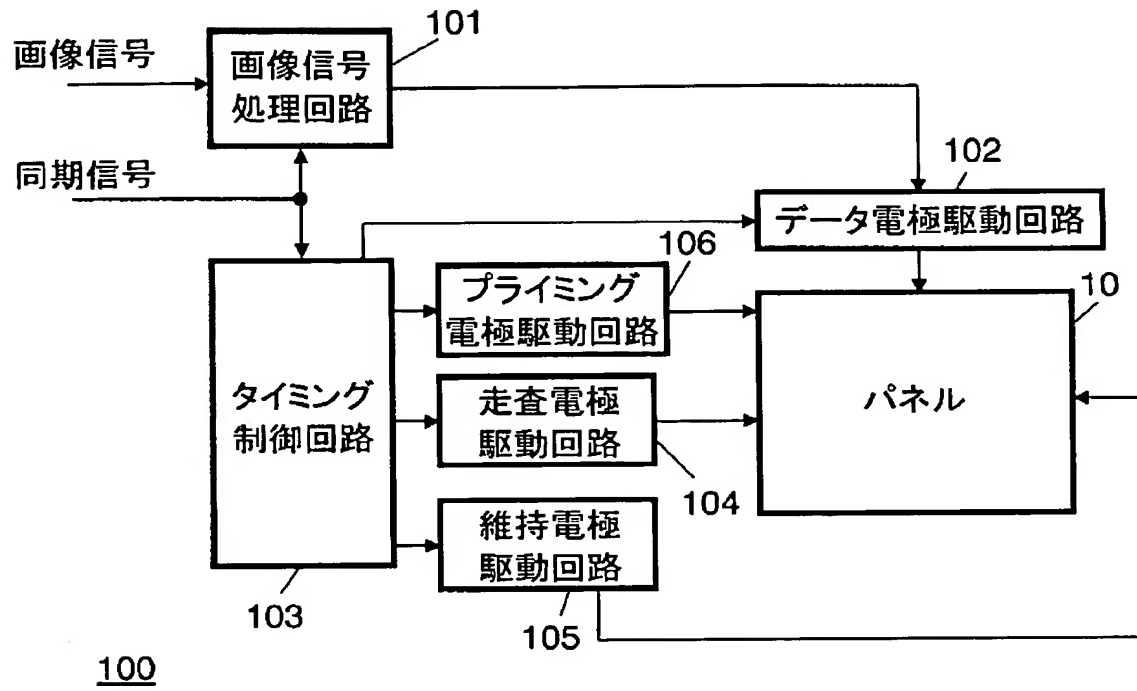 101
画像信号
画像信号
処理回路
同期信号
102
データ電極駆動回路
106
プライミング
電極駆動回路
10
タイミング
制御回路
走査電極
駆動回路
パネル
104
維持電極
駆動回路
103
105
100